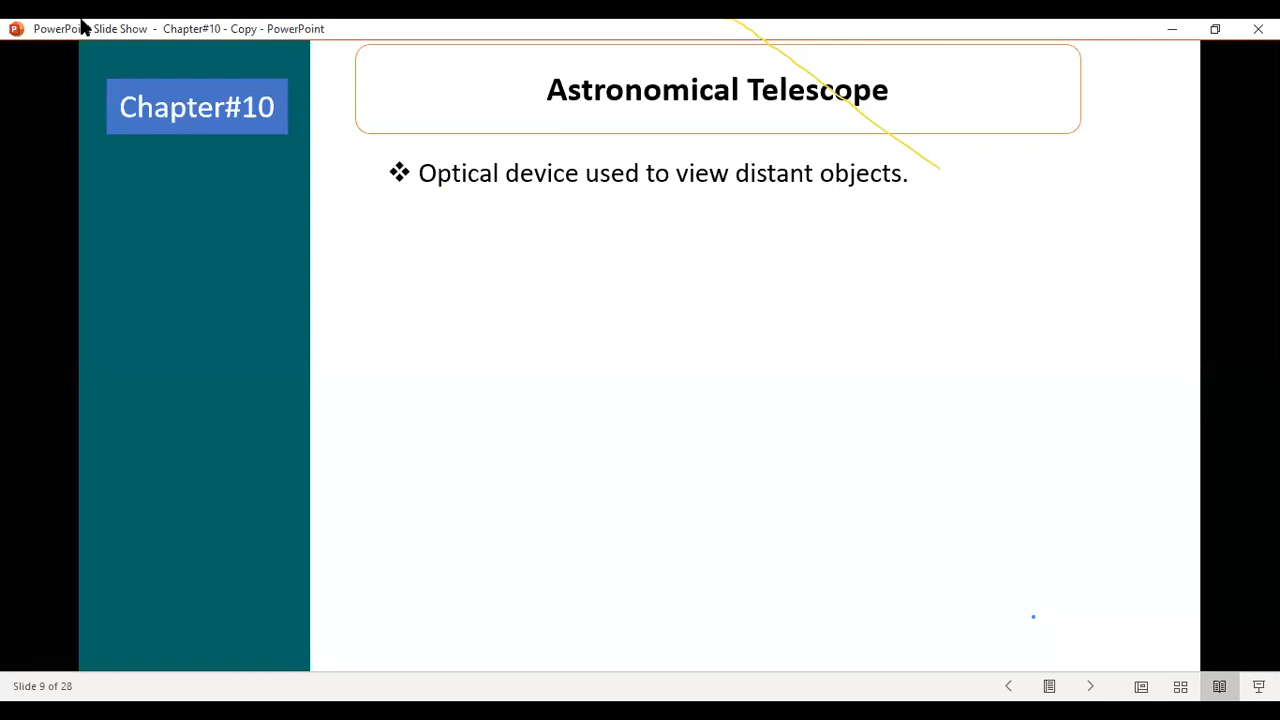 PowerPoi Slide Show - Chapter#10 - Copy - PowerPoint
Chapter#10
Astronomical Telescope
❖ Optical device used to view distant objects.
Slide 9 of 28